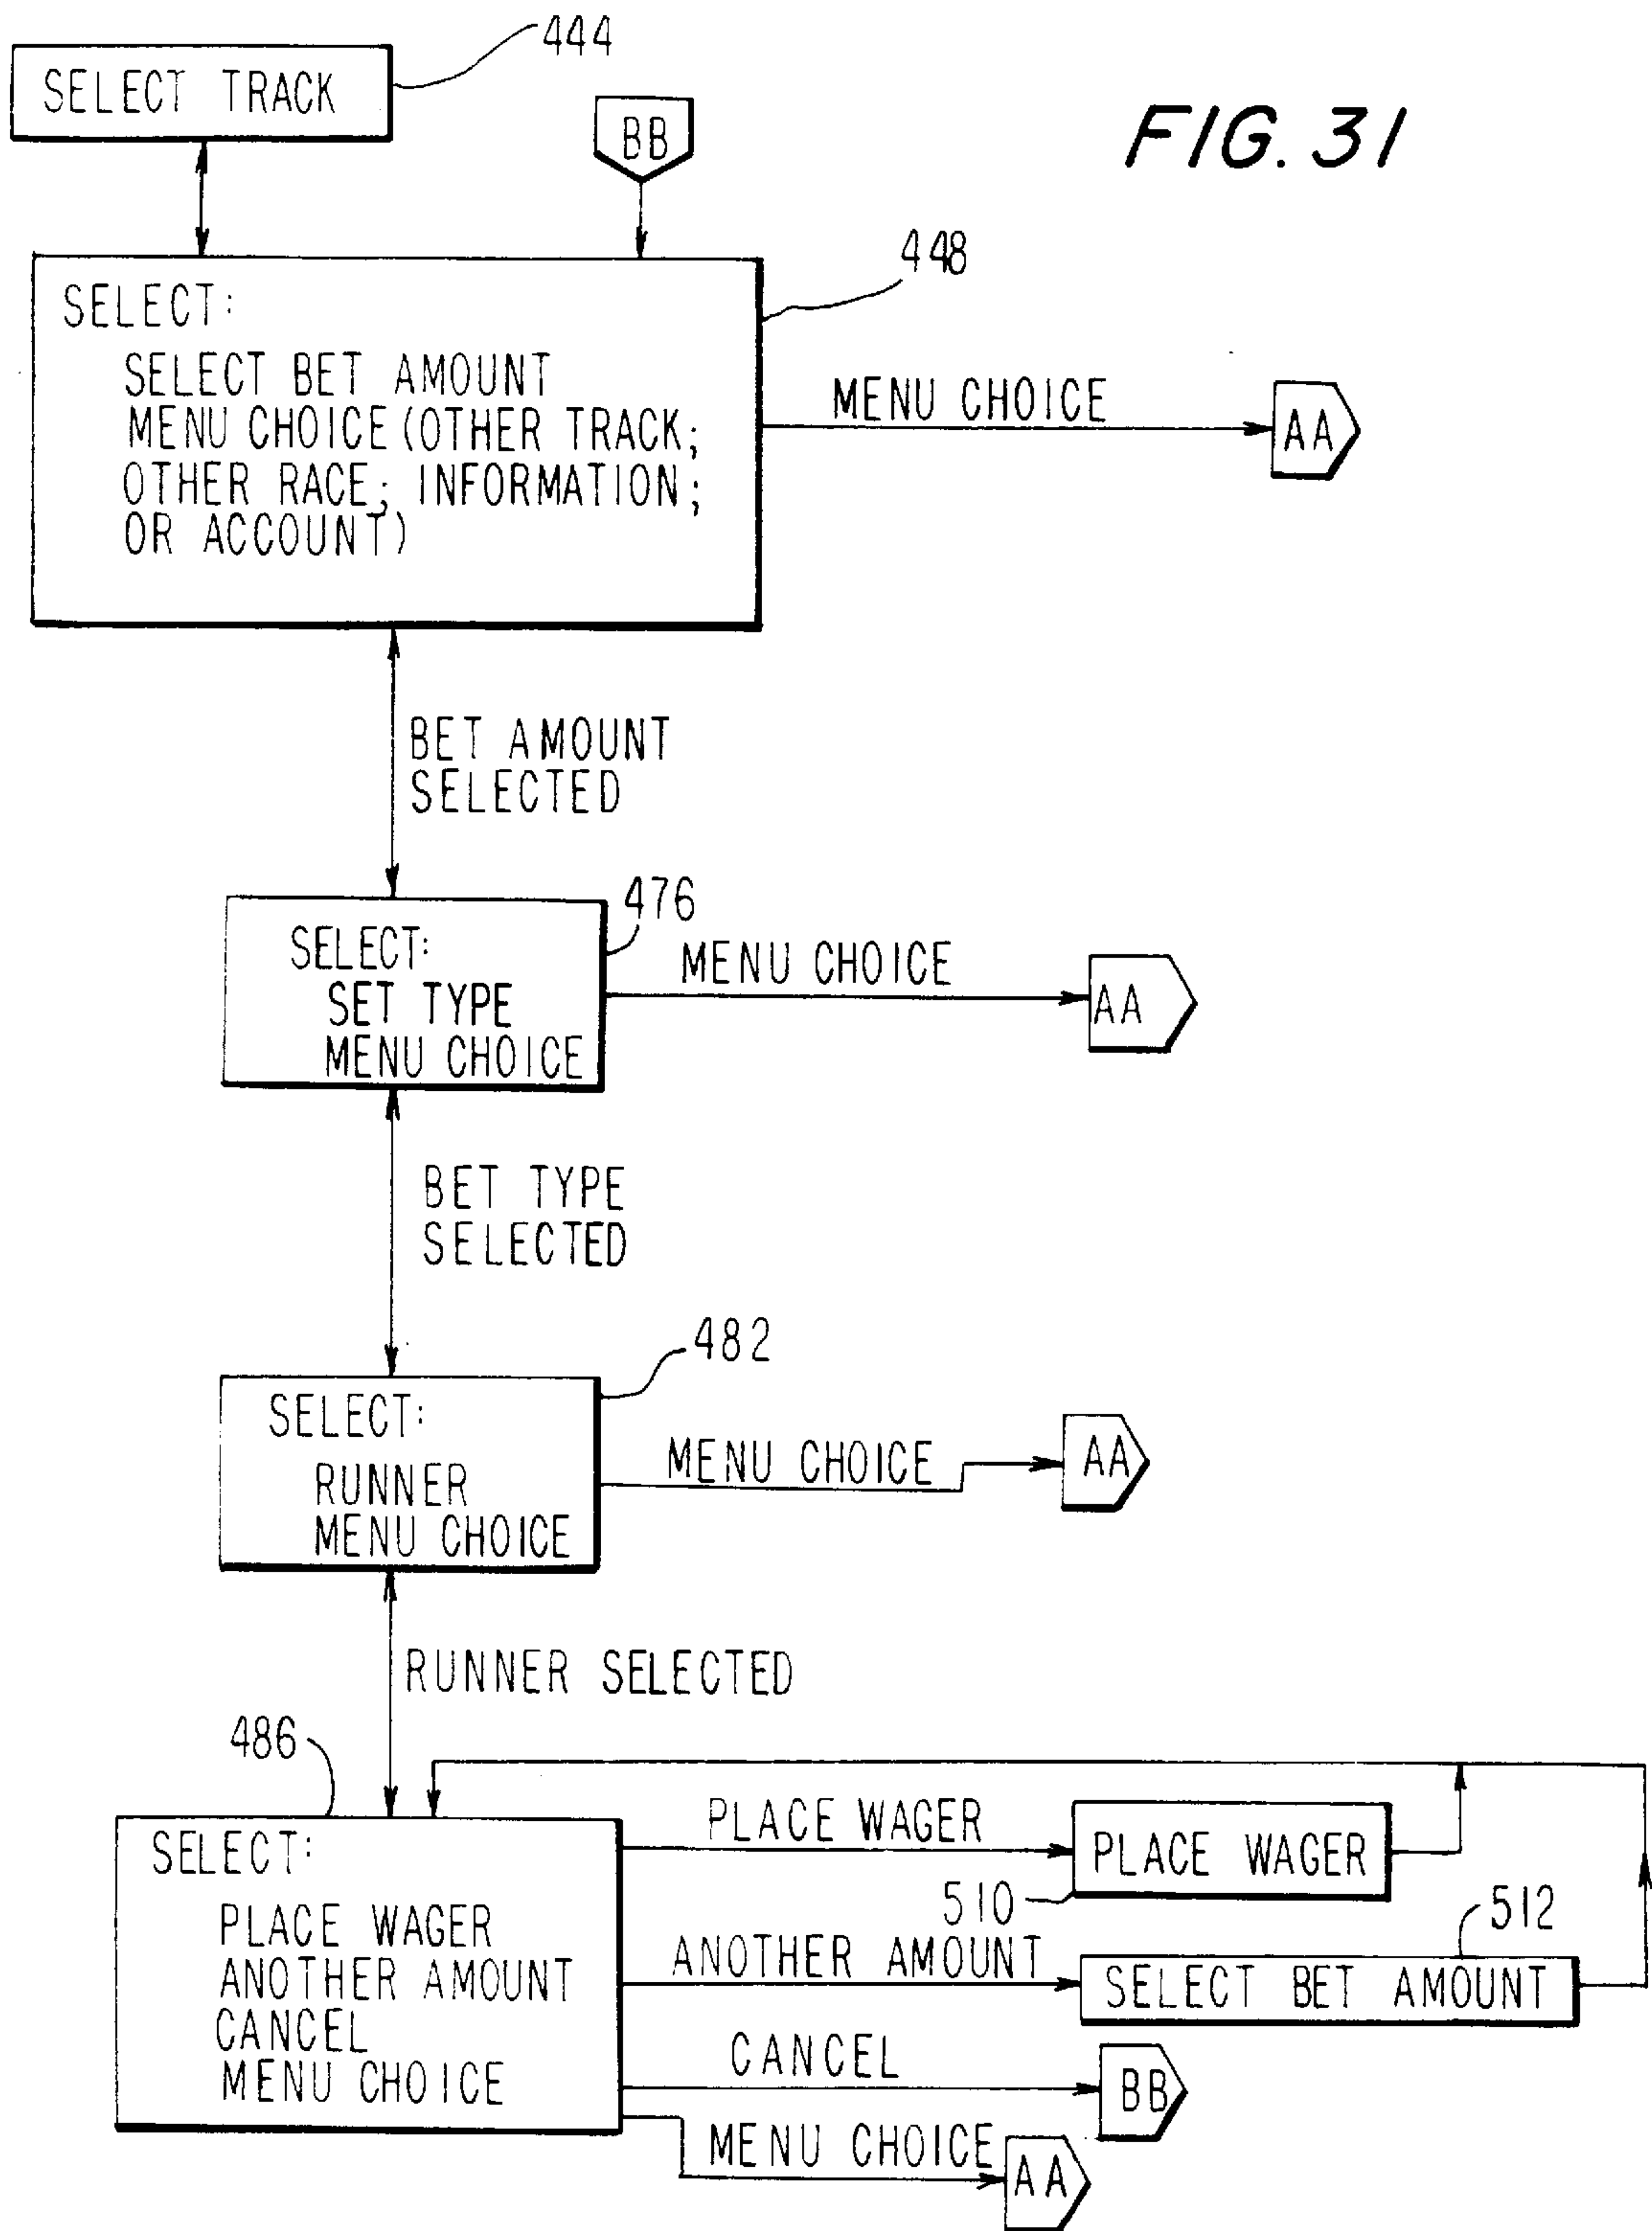 444
SELECT TRACK
BB
FIG. 31
448
SELECT:
SELECT BET AMOUNT
MENU CHOICE (OTHER TRACK;
OTHER RACE; INFORMATION;
OR ACCOUNT)
MENU CHOICE
AA
BET AMOUNT
SELECTED
476
SELECT:
SET TYPE
MENU CHOICE
MENU CHOICE
AA
BET TYPE
SELECTED
482
SELECT:
RUNNER
MENU CHOICE
MENU CHOICE
AA
RUNNER SELECTED
486
SELECT:
PLACE WAGER
ANOTHER AMOUNT
CANCEL
MENU CHOICE
PLACE WAGER
PLACE WAGER
510
512
ANOTHER AMOUNT
SELECT BET AMOUNT
CANCEL
BB
MENU CHOICE
AA